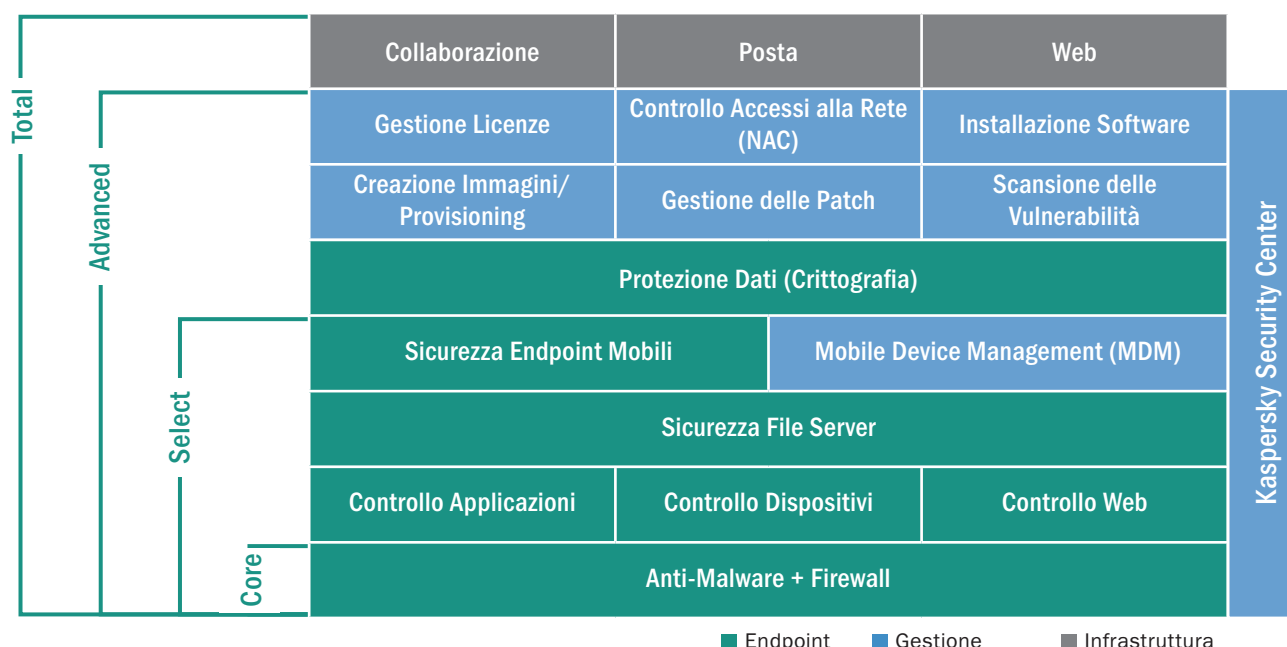 Collaborazione
Posta
Web
Gestione Licenze
Controllo Accessi alla Rete
(NAC)
Installazione Software
Creazione Immagini/
Provisioning
Gestione delle Patch
Scansione delle
Vulnerabilità
Protezione Dati (Crittografia)
Sicurezza Endpoint Mobili
Mobile Device Management (MDM)
Sicurezza File Server
Controllo Applicazioni
Controllo Dispositivi
Controllo Web
Anti-Malware + Firewall
Total
Advanced
Select
Core
Kaspersky Security Center
Endpoint
Gestione
Infrastruttura